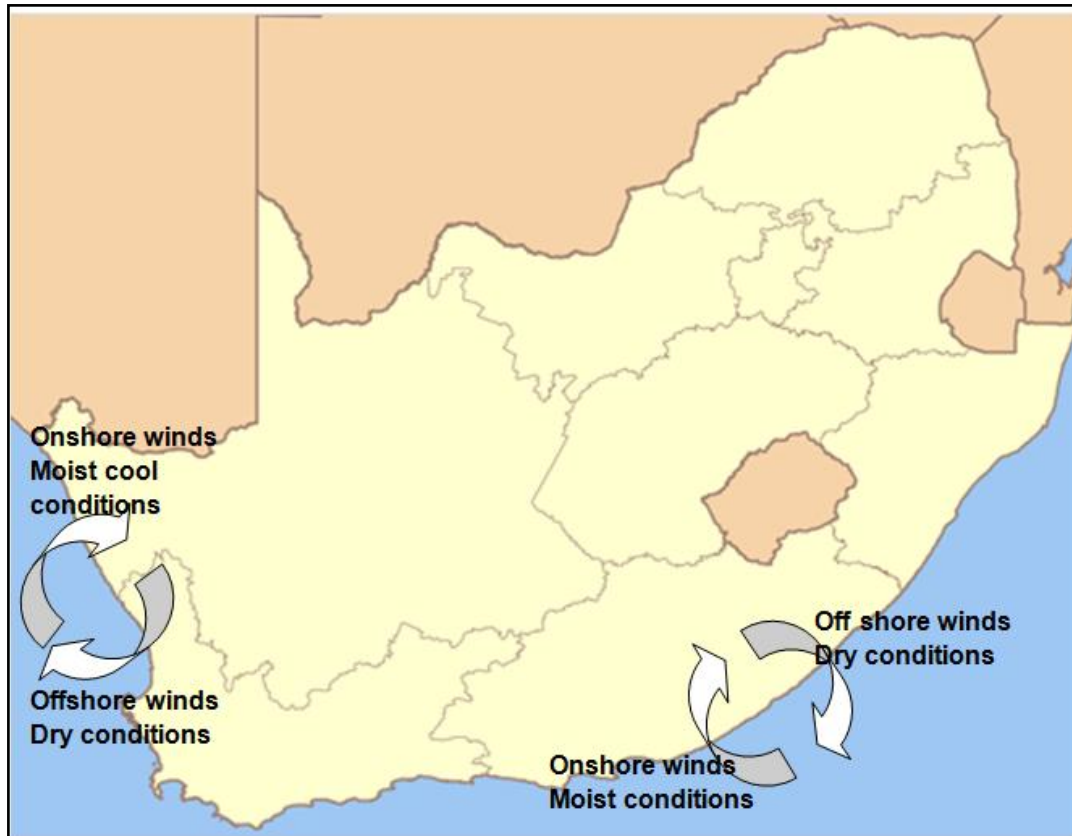 Onshore winds
Moist cool
conditions
Offshore winds
Dry conditions
Off shore winds
Dry conditions
Onshore winds
Moist conditions